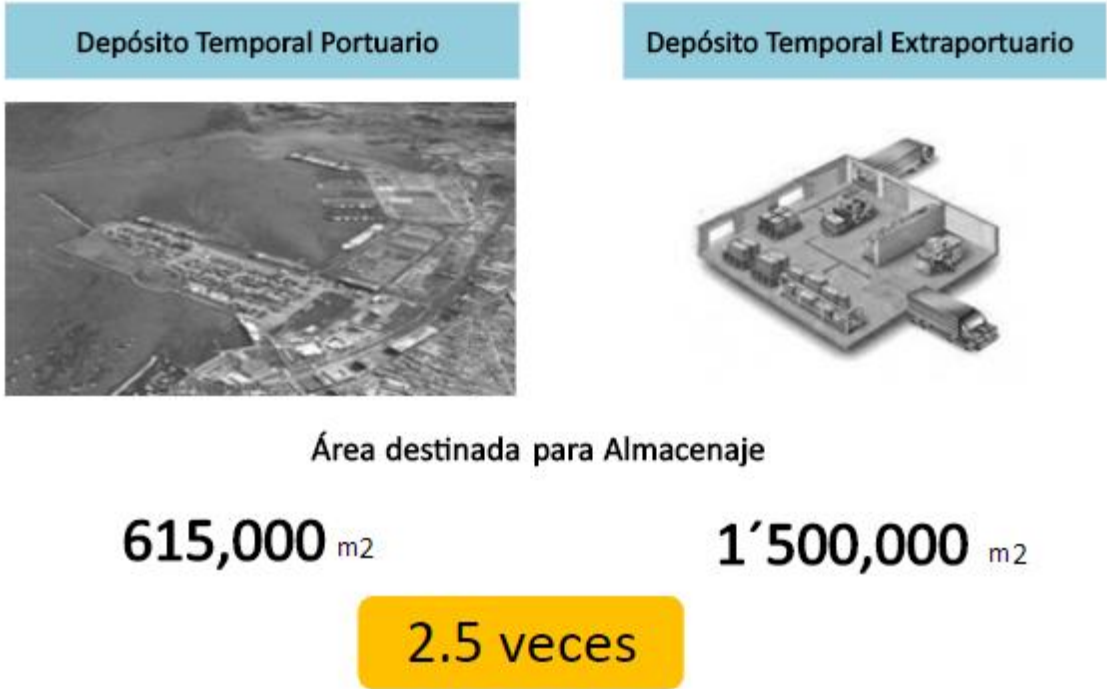 Depósito Temporal Portuario
Depósito Temporal Extraportuario
Área destinada para Almacenaje
615,000 m2
1´500,000 m2
2.5 veces